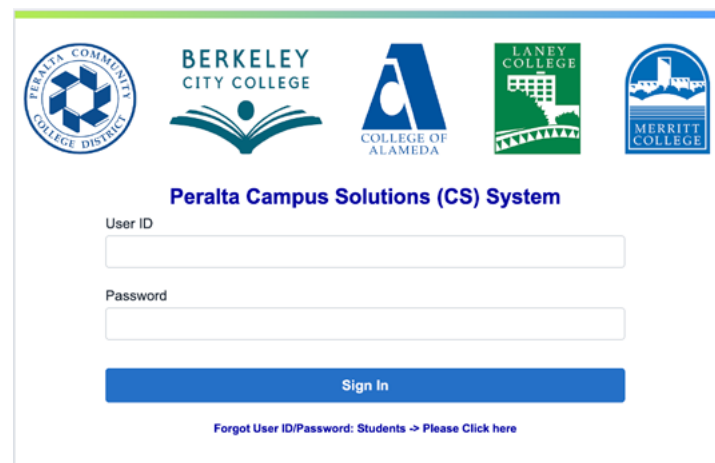 PERALTA COMMUNITY COLLEGE DISTRICT
BERKELEY
CITY COLLEGE
COLLEGE OF
ALAMEDA
LANEY
COLLEGE
MERRITT
COLLEGE
Peralta Campus Solutions (CS) System
User ID
Password
Sign In
Forgot User ID/Password: Students -> Please Click here